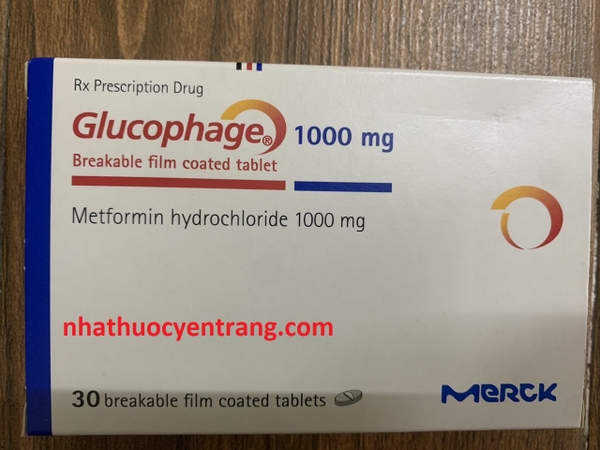 Rx Prescription Drug
Glucophage® 1000 mg
Breakable film coated tablet
Metformin hydrochloride 1000 mg
nhathuocyentrang.com
30 breakable film coated tablets
MERCK